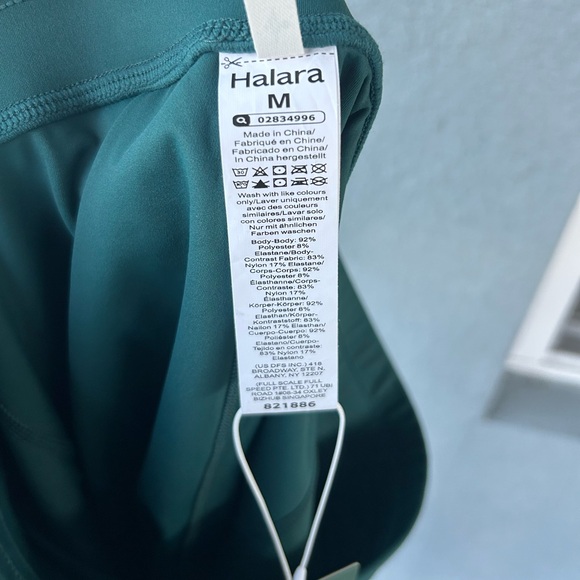 Halara
M
02834996
Made in China/
Fabriqué en Chine/
Fabricado en China/
In China hergestellt
Wash with like colours
only/Laver uniquement
avec des couleurs
similaires/Lavar solo
con colores similares/
Nur mit ähnlichen
Farben waschen
Body-Body: 92%
Polyester 8%
Elastane/Body-
Contrast Fabric: 83%
Nylon 17% Elastane/
Corps-Corps: 92%
Polyester 8%
Élasthanne/Corps-
Contraste: 83%
Nylon 17%
Élasthanne/
Körper-Körper: 92%
Polyester 8%
Elasthan/Körper-
Kontraststoff: 83%
Nailon 17% Elasthan/
Cuerpo-Cuerpo: 92%
Poliéster 8%
Elastano/Cuerpo-
Tejido en contraste:
83% Nylon 17%
(US DFS INC.) 418
BROADWAY, STE N,
ALBANY, NY 12207
(FULL SCALE FULL
SPEED PTE. LTD.) 71 UBI
ROAD 1#06-34 OXLEY
BIZHUB SINGAPORE
821886